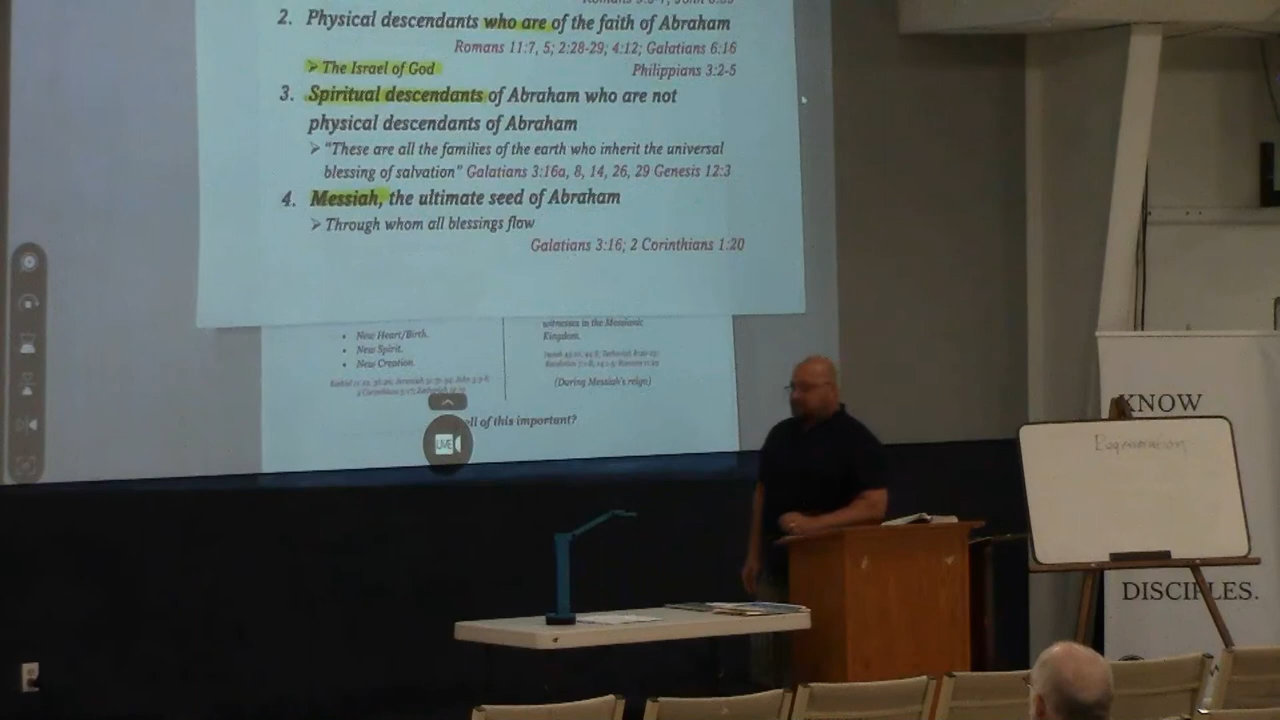 2. Physical descendants who are of the faith of Abraham
Romans 11:7, 5; 2:28-29; 4:12; Galatians 6:16
➢ The Israel of God
Philippians 3:2-5
3. Spiritual descendants of Abraham who are not
physical descendants of Abraham
➢ "These are all the families of the earth who inherit the universal
blessing of salvation" Galatians 3:16a, 8, 14, 26, 29 Genesis 12:3
4. Messiah, the ultimate seed of Abraham
➢ Through whom all blessings flow
Galatians 3:16; 2 Corinthians 1:20
• New Heart/Birth.
• New Spirit.
• New Creation.
witnesses in the Messianic
Kingdom.
(During Messiah's reign)
of this important?
LIVE
KNOW
Regeneration
DISCIPLES.